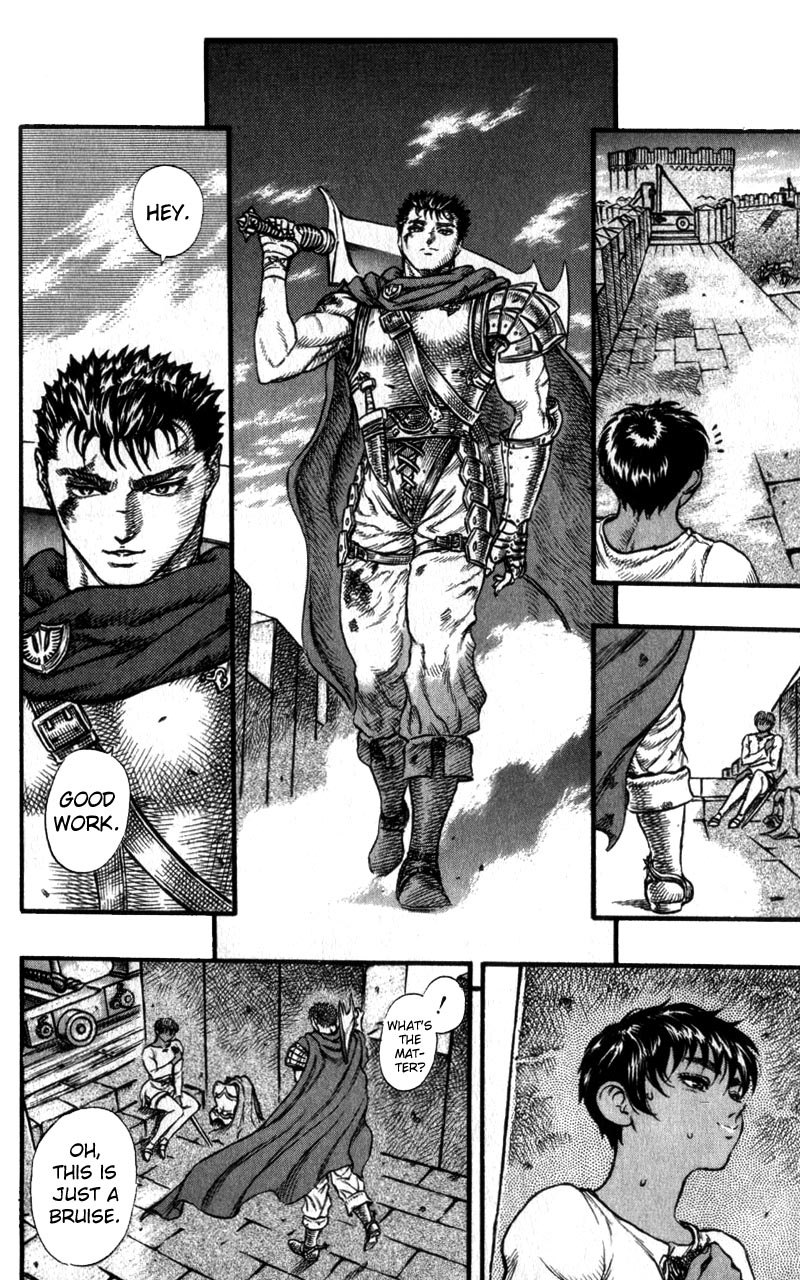 HEY.
GOOD
WORK.
!
WHAT'S
THE
MAT-
TER?
OH,
THIS IS
JUST A
BRUISE.